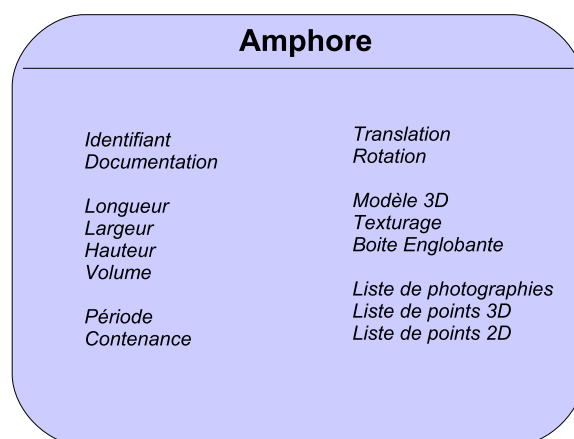 Amphore
Identifiant
Documentation
Longueur
Largeur
Hauteur
Volume
Période
Contenance
Translation
Rotation
Modèle 3D
Texturage
Boite Englobante
Liste de photographies
Liste de points 3D
Liste de points 2D